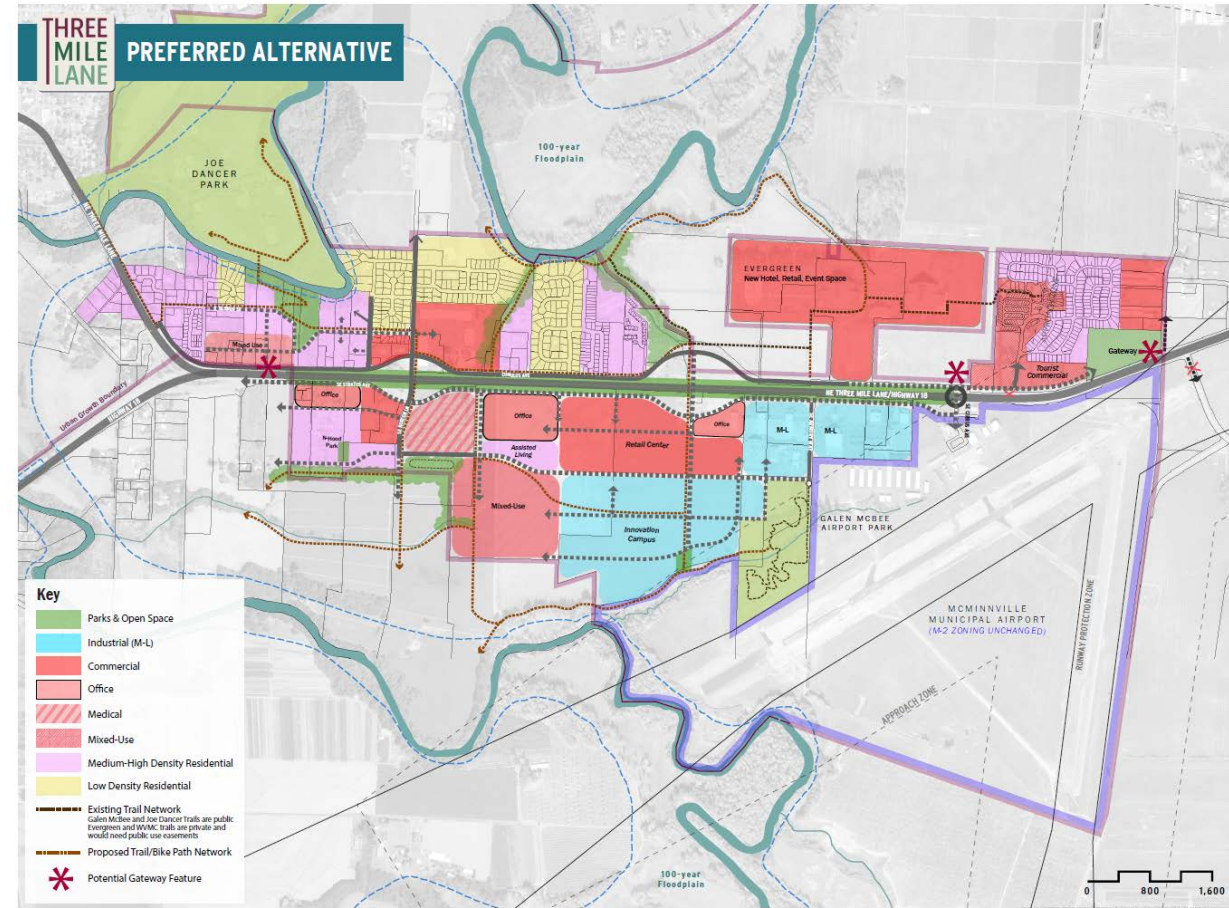 THREE
MILE
LANE
PREFERRED ALTERNATIVE
100-year
Floodplain
JOE
DANCER
PARK
EVERGREEN
New Hotel, Retail, Event Space
Mixed Use
Gateway
Tourist
Commercial
NE THREE MILE LANE/HIGHWAY 18
Urban Growth Boundary
HIGHWAY 18
Office
Office
Office
N-Hood
Park
Assisted
Living
Retail Center
M-L
M-L
Mixed-Use
Innovation
Campus
GALEN MCBEE
AIRPORT PARK
MCMINNVILLE
MUNICIPAL AIRPORT
(M-2 ZONING UNCHANGED)
RUNWAY PROTECTION ZONE
APPROACH ZONE
100-year
Floodplain
Key
Parks & Open Space
Industrial (M-L)
Commercial
Office
Medical
Mixed-Use
Medium-High Density Residential
Low Density Residential
Existing Trail Network
Galen McBee and Joe Dancer Trails are public
Evergreen and WVMC trails are private and
would need public use easements
Proposed Trail/Bike Path Network
Potential Gateway Feature
0 800 1,600